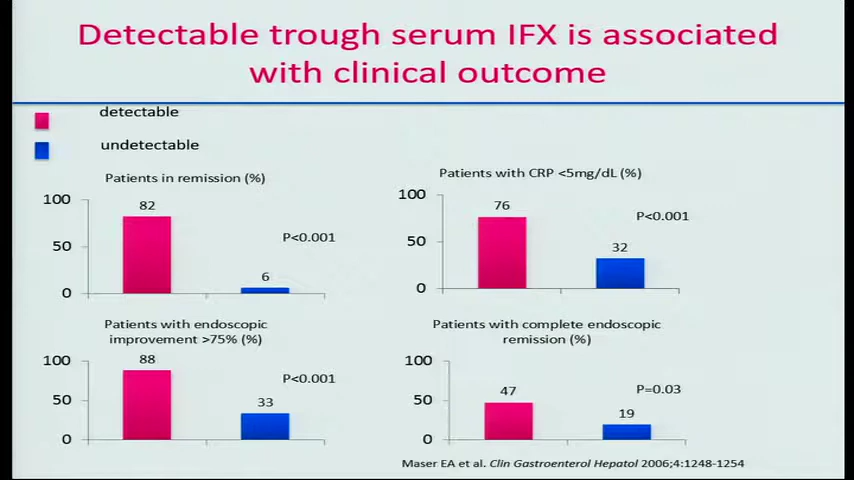 Detectable trough serum IFX is associated
with clinical outcome
detectable
undetectable
Patients in remission (%)
100
82
P<0.001
50
6
0
Patients with CRP <5mg/dL (%)
100
76
P<0.001
50
32
0
Patients with endoscopic
improvement >75% (%)
100
88
P<0.001
50
33
0
Patients with complete endoscopic
remission (%)
100
47
P=0.03
50
19
0
Maser EA et al. Clin Gastroenterol Hepatol 2006;4:1248-1254